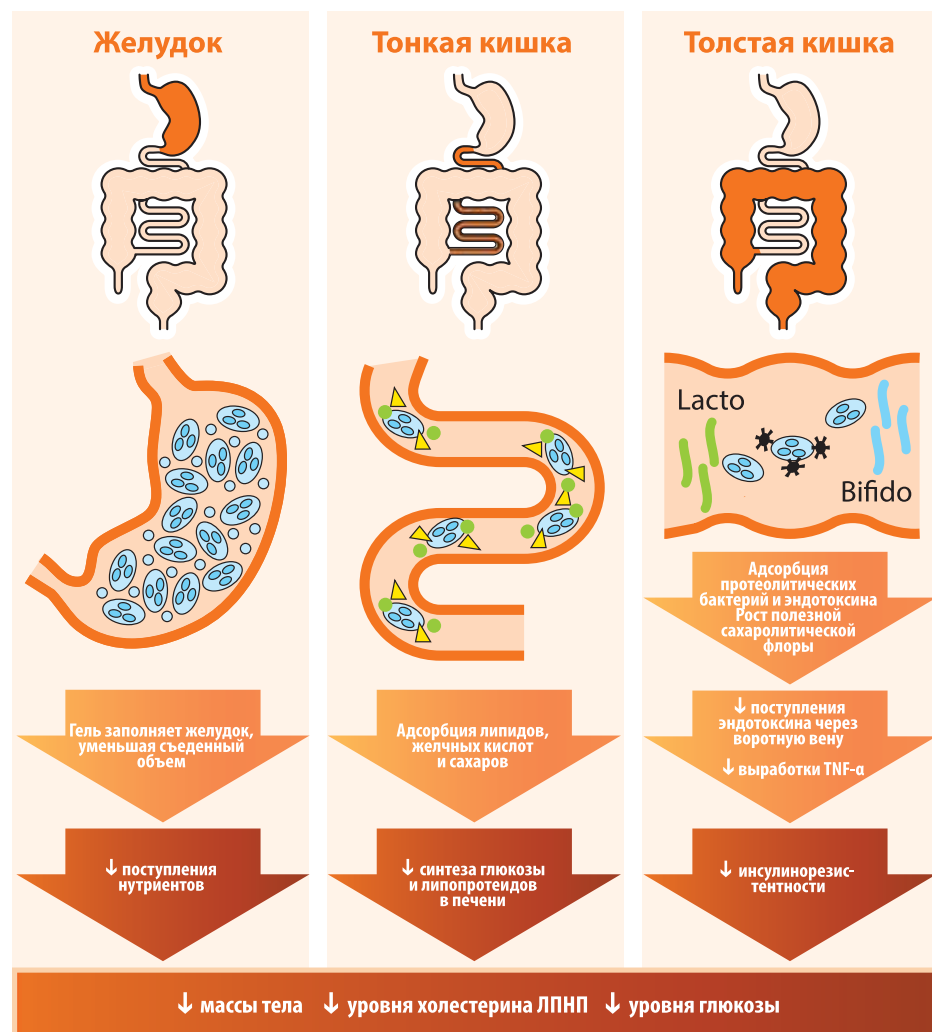 Желудок
Гель заполняет желудок,
уменьшая съеденный
объем
↓ поступления
нутриентов
Тонкая кишка
Адсорбция липидов,
желчных кислот
и сахаров
↓ синтеза глюкозы
и липопротеидов
в печени
Толстая кишка
Lacto
Bifido
Адсорбция
протеолитических
бактерий и эндотоксина
Рост полезной
сахаролитической
флоры
↓ поступления
эндотоксина через
воротную вену
↓ выработки TNF-α
↓ инсулинорезис-
тентности
↓ массы тела ↓ уровня холестерина ЛПНП ↓ уровня глюкозы